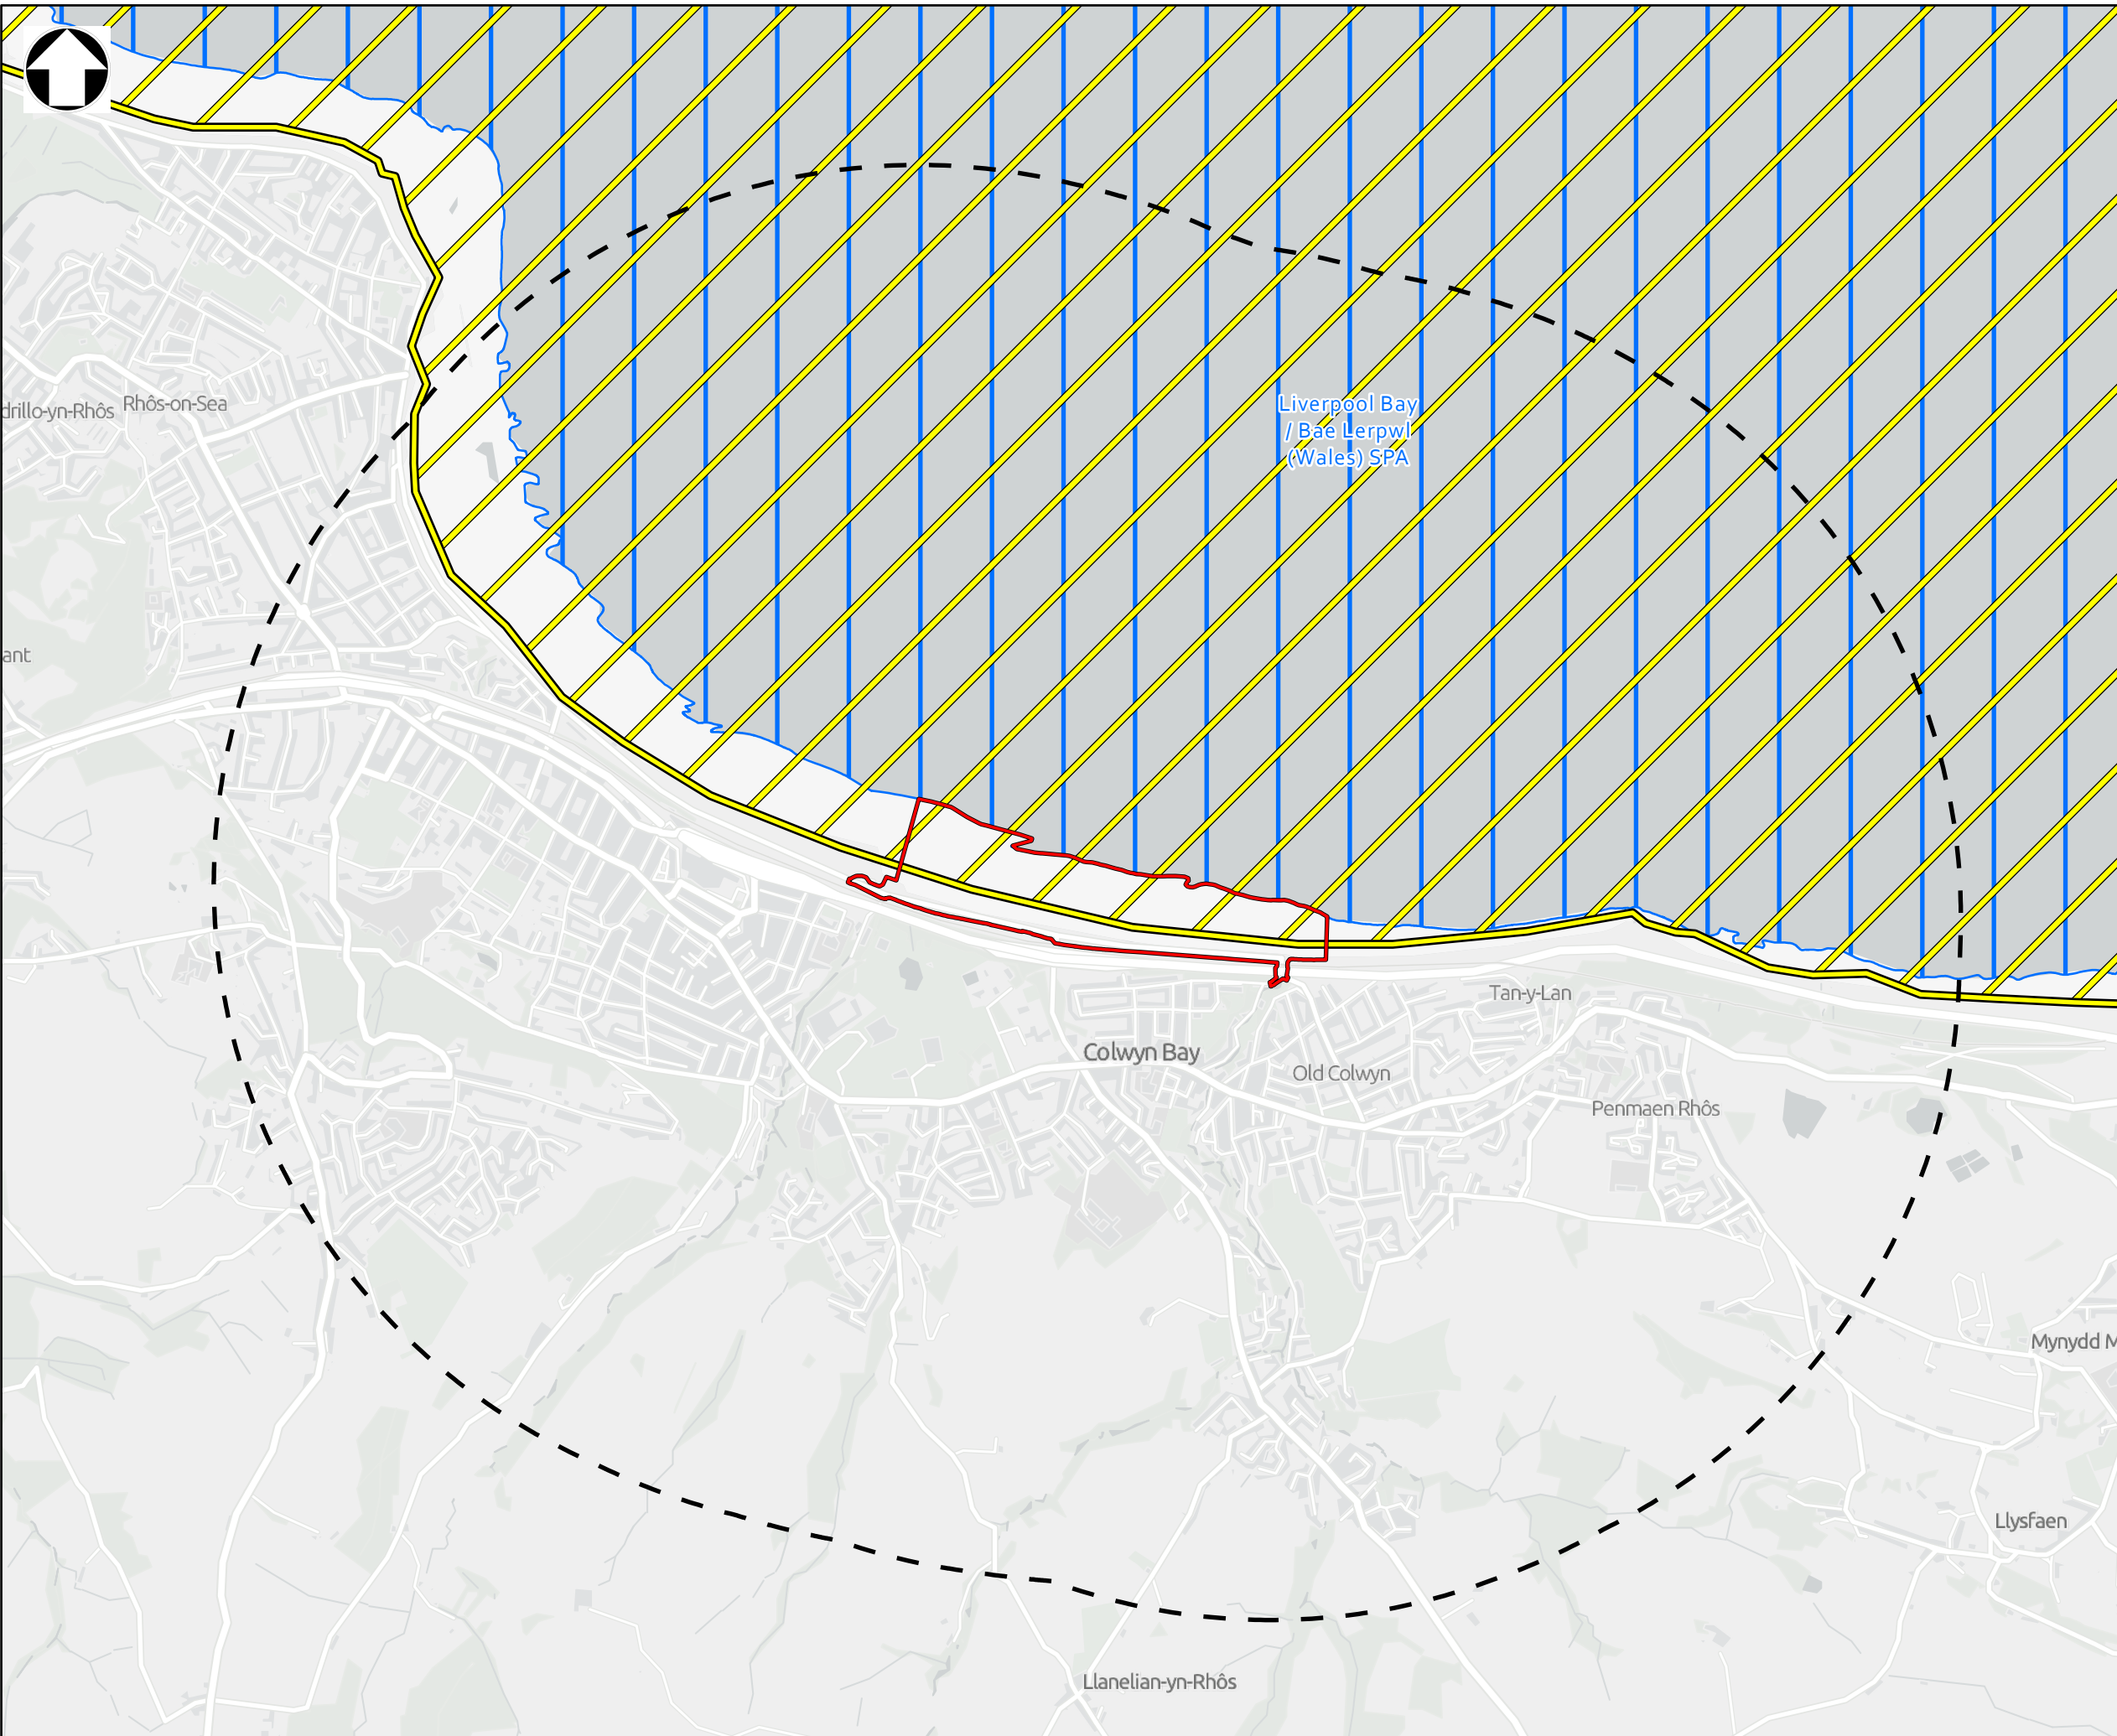 Liverpool Bay
/ Bae Lerpwl
(Wales) SPA
drillo-yn-Rhôs
Rhôs-on-Sea
ant
Tan-y-Lan
Colwyn Bay
Old Colwyn
Penmaen Rhôs
Mynydd M
Llysfaen
Llanelian-yn-Rhôs